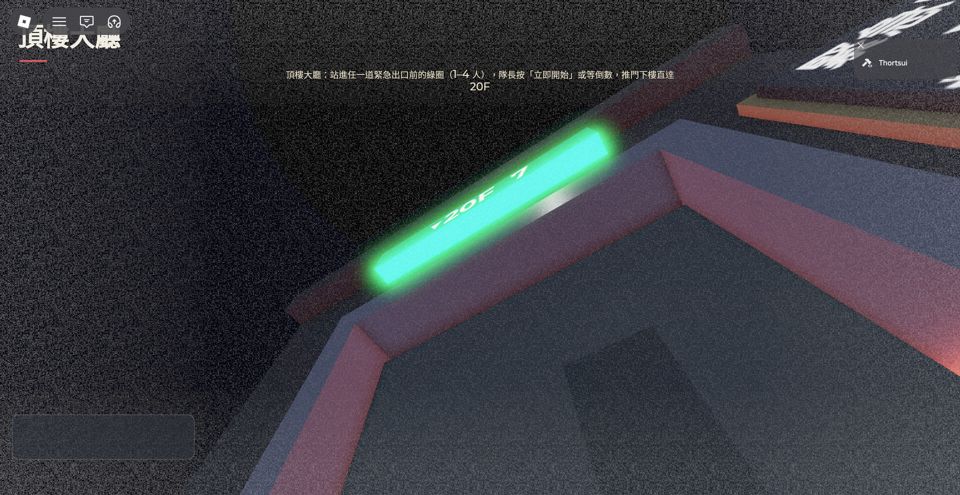 頂樓大廳
頂樓大廳：站進任一道緊急出口前的綠圈（1–4 人），隊長按「立即開始」或等倒數，推門下樓直達
20F
Thortsui
▼20F 7